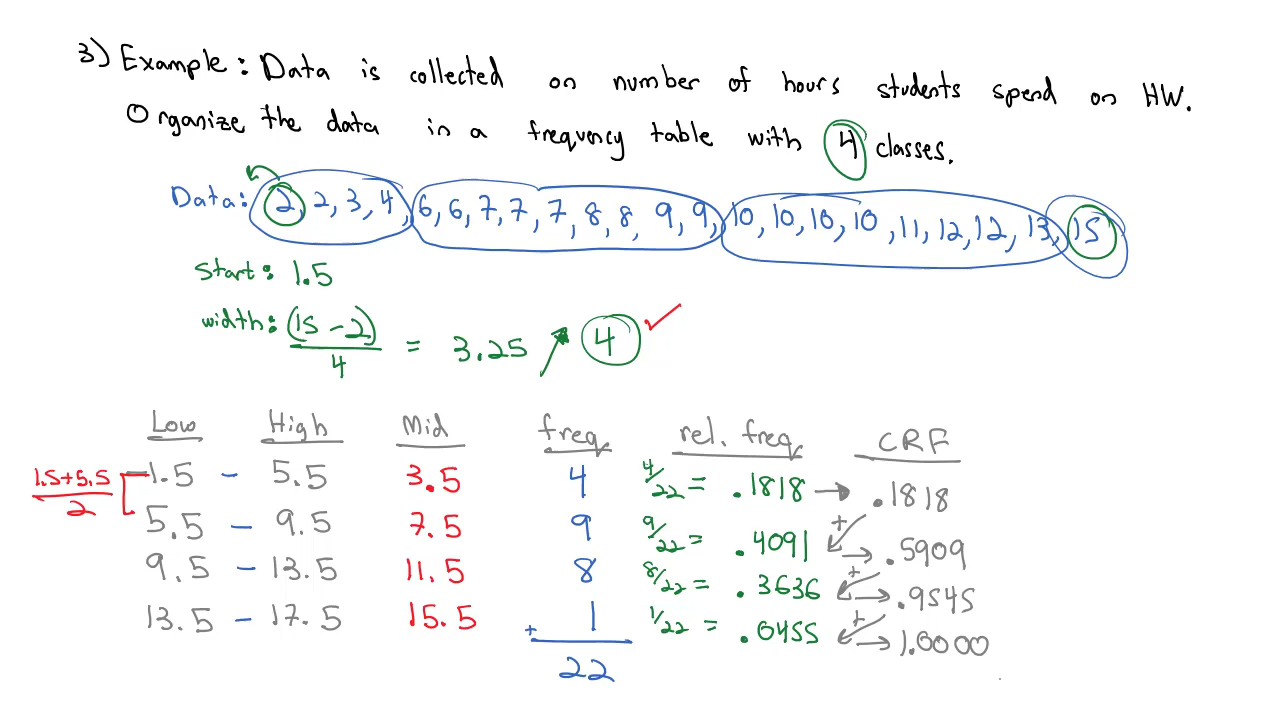 3) Example: Data is collected on number of hours students spend on HW.
Organize the data in a frequency table with 4 classes.
Data: 2, 2, 3, 4, 6, 6, 7, 7, 7, 8, 8, 9, 9, 10, 10, 10, 10, 11, 12, 12, 13, 15
Start: 1.5
width: (15 - 2)
4
= 3.25 ↗ 4 ✓
Low High Mid freq rel. freq CRF
1.5+5.5
2
1.5 - 5.5 3.5 4 4/22 = .1818 → .1818
5.5 - 9.5 7.5 9 9/22 = .4091 + → .5909
9.5 - 13.5 11.5 8 8/22 = .3636 + → .9545
13.5 - 17.5 15.5 1 1/22 = .0455 + → 1.0000
+
22